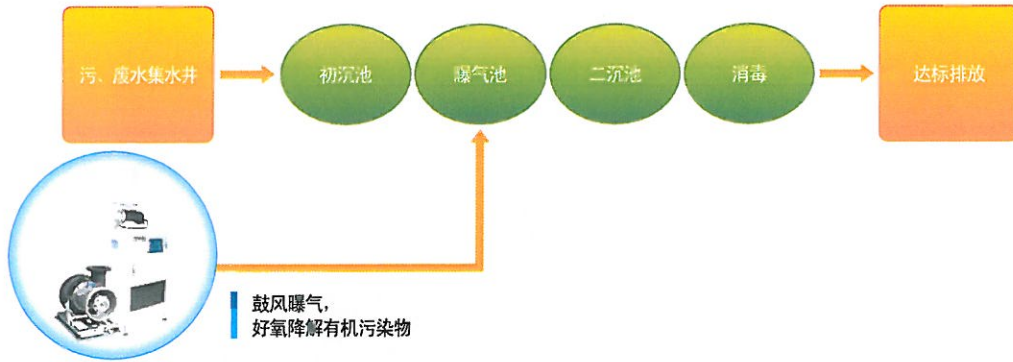 污、废水集水井
初沉池
曝气池
二沉池
消毒
达标排放
鼓风曝气，
好氧降解有机污染物